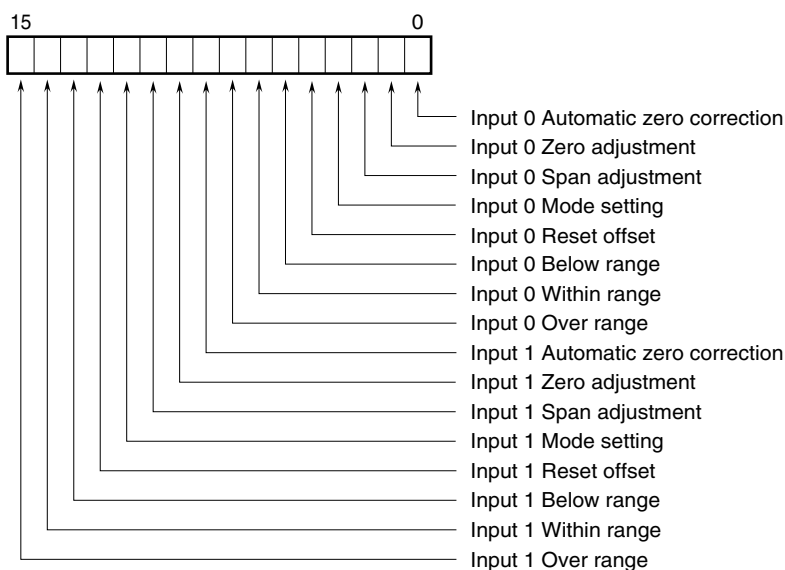 15 0
Input 0 Automatic zero correction
Input 0 Zero adjustment
Input 0 Span adjustment
Input 0 Mode setting
Input 0 Reset offset
Input 0 Below range
Input 0 Within range
Input 0 Over range
Input 1 Automatic zero correction
Input 1 Zero adjustment
Input 1 Span adjustment
Input 1 Mode setting
Input 1 Reset offset
Input 1 Below range
Input 1 Within range
Input 1 Over range